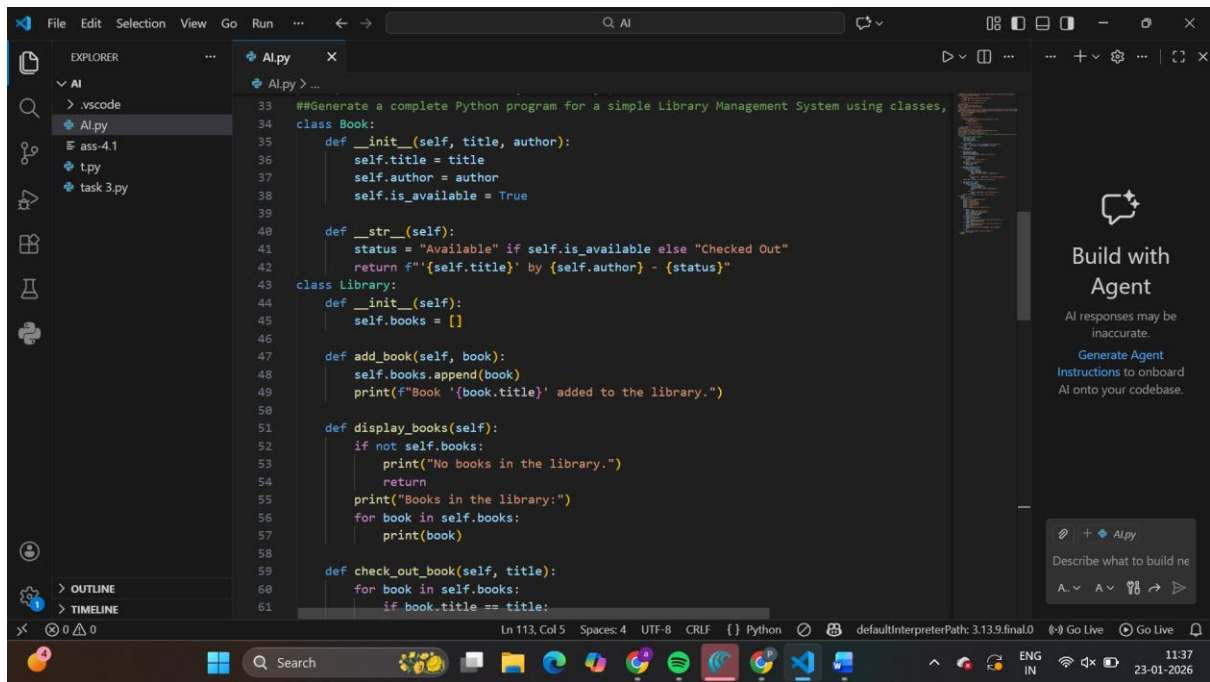 File Edit Selection View Go Run ... AI
EXPLORER
AI
.vscode
AI.py
ass-4.1
t.py
task 3.py
OUTLINE
TIMELINE
AI.py
AI.py > ...
33 ##Generate a complete Python program for a simple Library Management System using classes,
34 class Book:
35     def __init__(self, title, author):
36         self.title = title
37         self.author = author
38         self.is_available = True
39
40     def __str__(self):
41         status = "Available" if self.is_available else "Checked Out"
42         return f"'{self.title}' by {self.author} - {status}"
43 class Library:
44     def __init__(self):
45         self.books = []
46
47     def add_book(self, book):
48         self.books.append(book)
49         print(f"Book '{book.title}' added to the library.")
50
51     def display_books(self):
52         if not self.books:
53             print("No books in the library.")
54             return
55         print("Books in the library:")
56         for book in self.books:
57             print(book)
58
59     def check_out_book(self, title):
60         for book in self.books:
61             if book.title == title:
Build with
Agent
AI responses may be
inaccurate.
Generate Agent
Instructions to onboard
AI onto your codebase.
AI.py
Describe what to build ne
A.. A
1
0 0 Ln 113, Col 5 Spaces: 4 UTF-8 CRLF {} Python defaultInterpreterPath: 3.13.9.final.0 Go Live Go Live
4 Search ENG
IN
11:37
23-01-2026